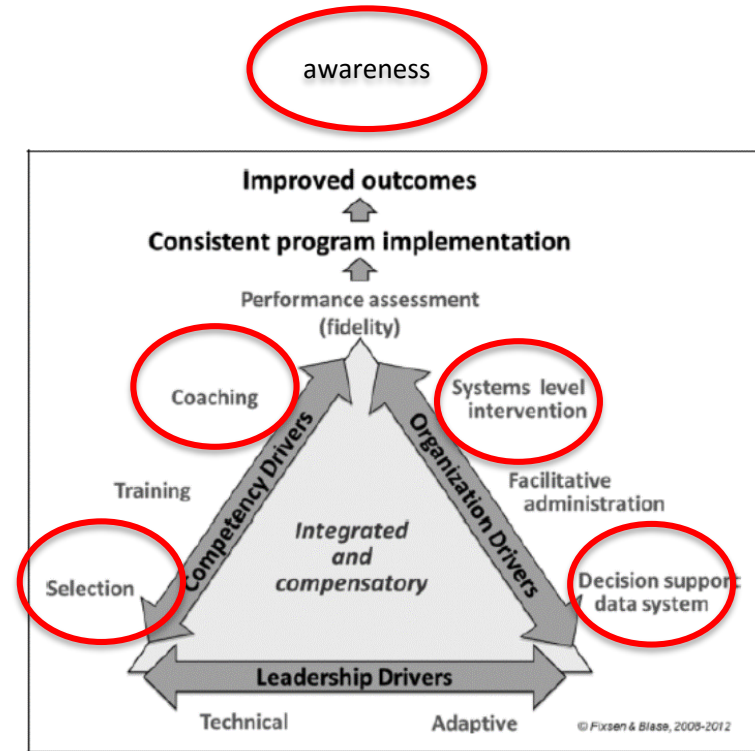 awareness
Improved outcomes
Consistent program implementation
Performance assessment
(fidelity)
Coaching
Systems level
intervention
Training
Facilitative
administration
Competency Drivers
Organization Drivers
Integrated
and
compensatory
Selection
Decision support
data system
Leadership Drivers
Technical
Adaptive
© Fixsen & Blase, 2008-2012